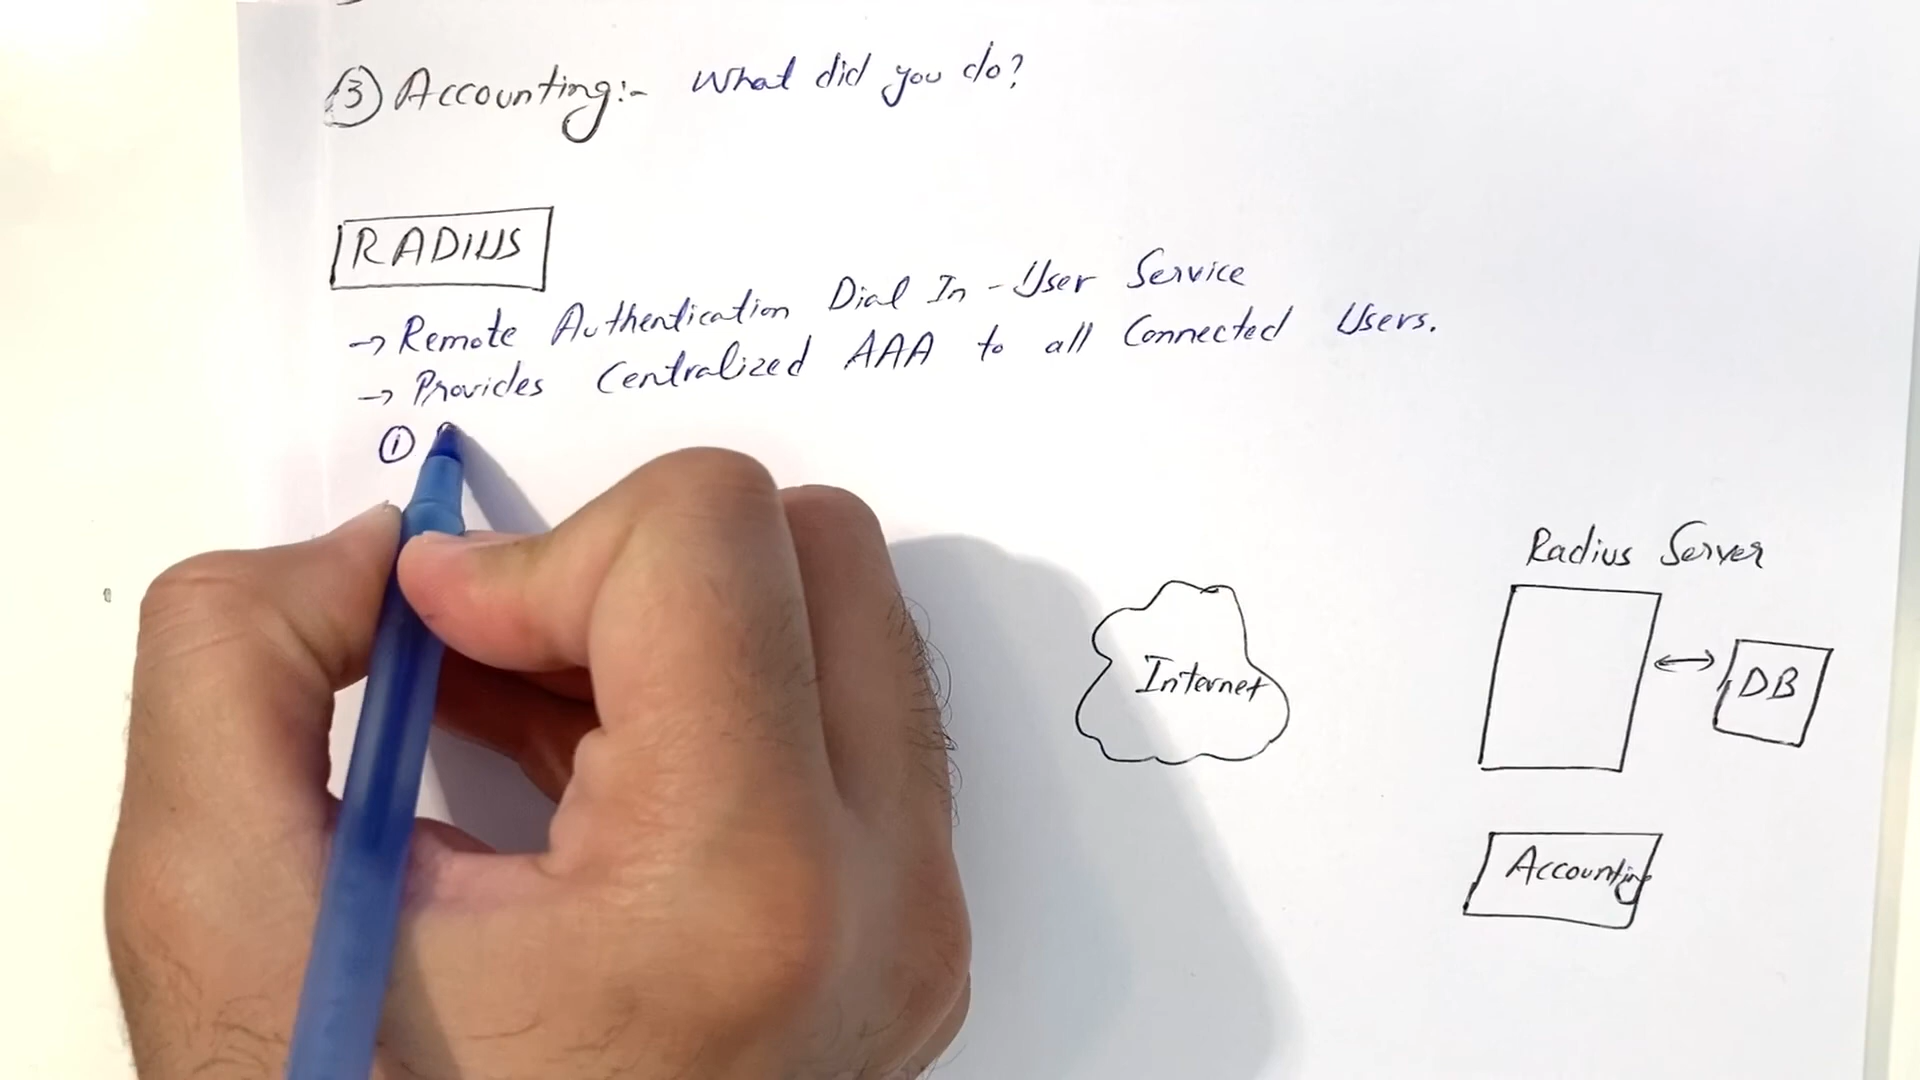 ③ Accounting:- What did you do?
RADIUS
→ Remote Authentication Dial In - User Service
→ Provides Centralized AAA to all Connected Users.
①
Radius Server
Internet
DB
Accounting